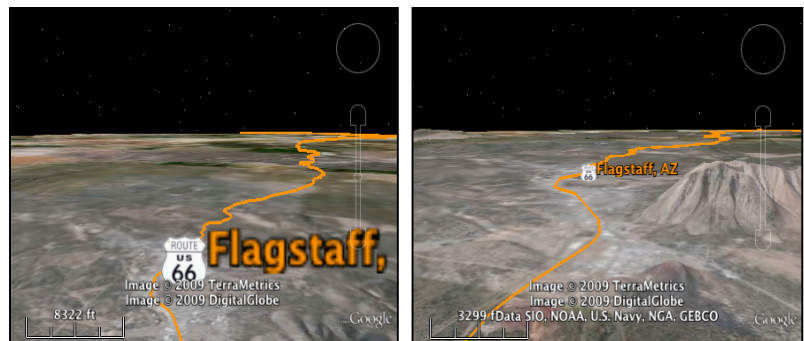 ROUTE
US
66
Flagstaff,
Image © 2009 TerraMetrics
Image © 2009 DigitalGlobe
8322 ft
Google
66
Flagstaff, AZ
Image © 2009 TerraMetrics
Image © 2009 DigitalGlobe
3299 fData SIO, NOAA, U.S. Navy, NGA, GEBCO
Google